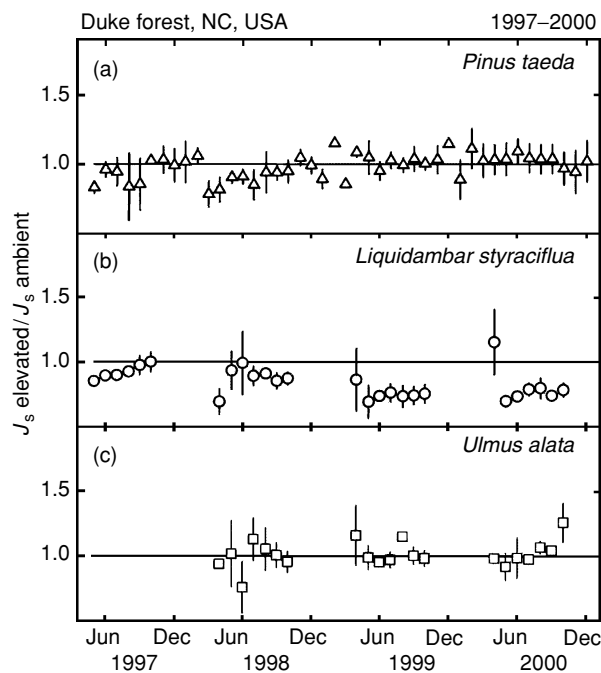 Duke forest, NC, USA 1997–2000
(a) Pinus taeda
1.5
1.0
(b) Liquidambar styraciflua
1.5
1.0
(c) Ulmus alata
1.5
1.0
Js elevated/Js ambient
Jun Dec Jun Dec Jun Dec Jun Dec
1997 1998 1999 2000